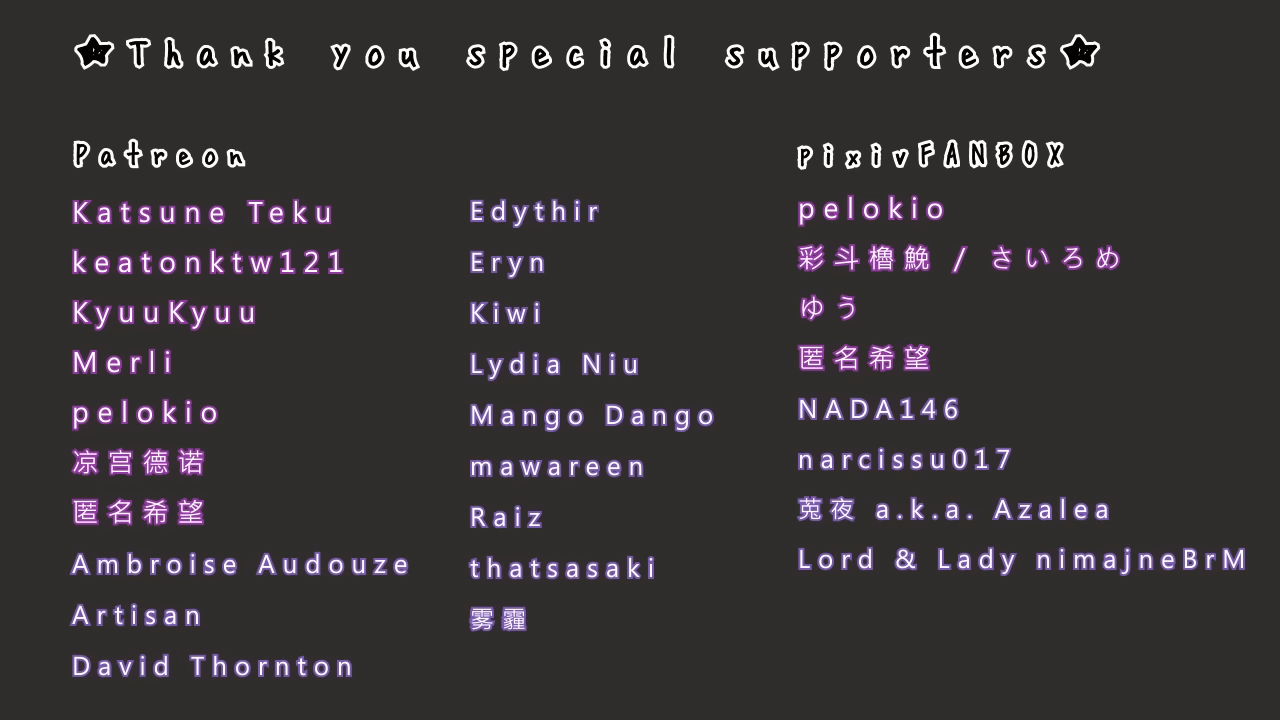 ★Thank you special supporters★
Patreon
Katsune Teku
keatonktw121
KyuuKyuu
Merli
pelokio
凉宫德诺
匿名希望
Ambroise Audouze
Artisan
David Thornton
Edythir
Eryn
Kiwi
Lydia Niu
Mango Dango
mawareen
Raiz
thatsasaki
雾霾
pixivFANBOX
pelokio
彩斗櫓鮸 / さいろめ
ゆう
匿名希望
NADA146
narcissu017
莵夜 a.k.a. Azalea
Lord & Lady nimajneBrM